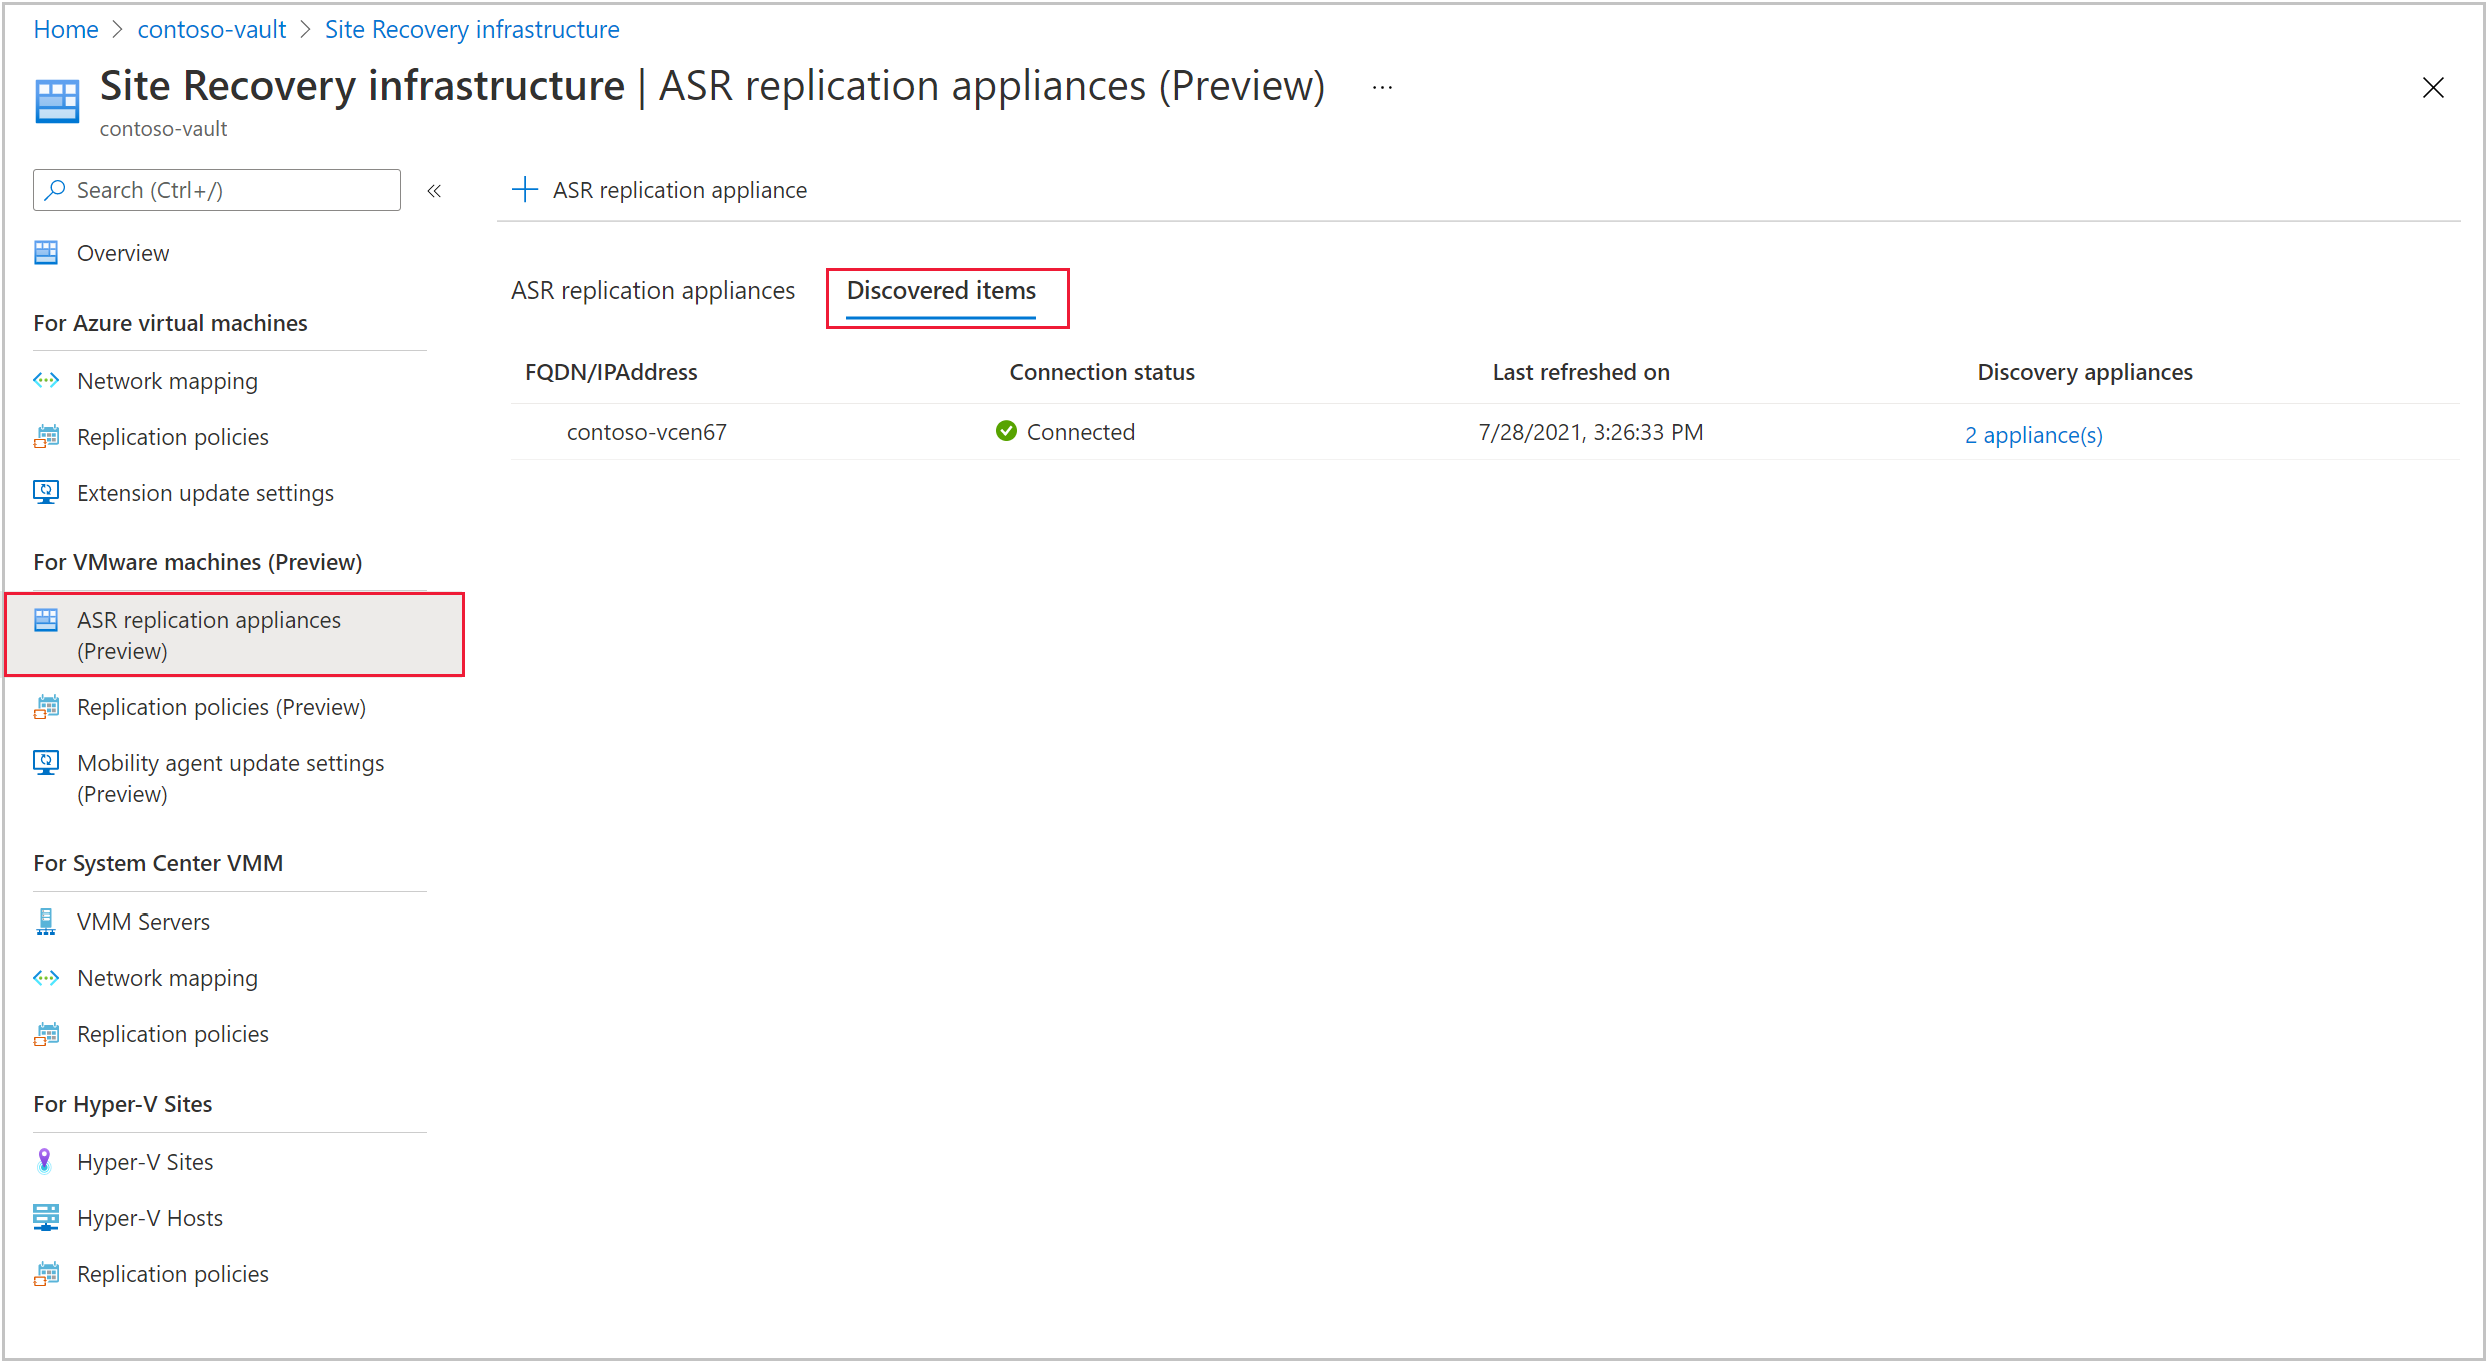 Home > contoso-vault > Site Recovery infrastructure
Site Recovery infrastructure | ASR replication appliances (Preview) ...
contoso-vault
Search (Ctrl+/)
«
Overview
For Azure virtual machines
Network mapping
Replication policies
Extension update settings
For VMware machines (Preview)
ASR replication appliances
(Preview)
Replication policies (Preview)
Mobility agent update settings
(Preview)
For System Center VMM
VMM Servers
Network mapping
Replication policies
For Hyper-V Sites
Hyper-V Sites
Hyper-V Hosts
Replication policies
+ ASR replication appliance
ASR replication appliances Discovered items
FQDN/IPAddress Connection status Last refreshed on Discovery appliances
contoso-vcen67 Connected 7/28/2021, 3:26:33 PM 2 appliance(s)